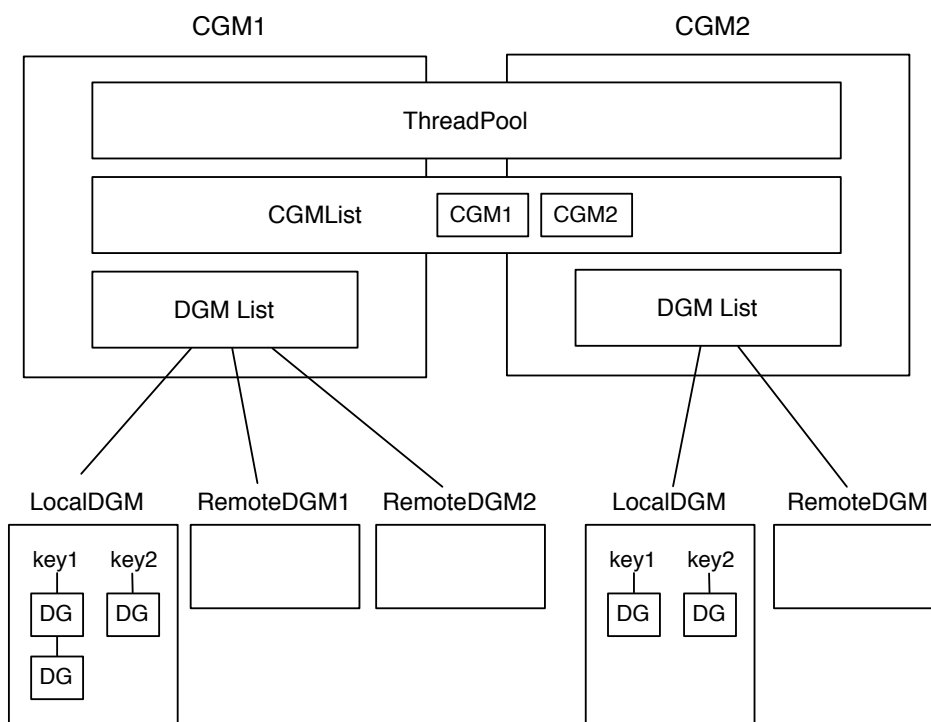 CGM1
CGM2
ThreadPool
CGMList
CGM1
CGM2
DGM List
DGM List
LocalDGM
RemoteDGM1
RemoteDGM2
LocalDGM
RemoteDGM
key1
key2
key1
key2
DG
DG
DG
DG
DG